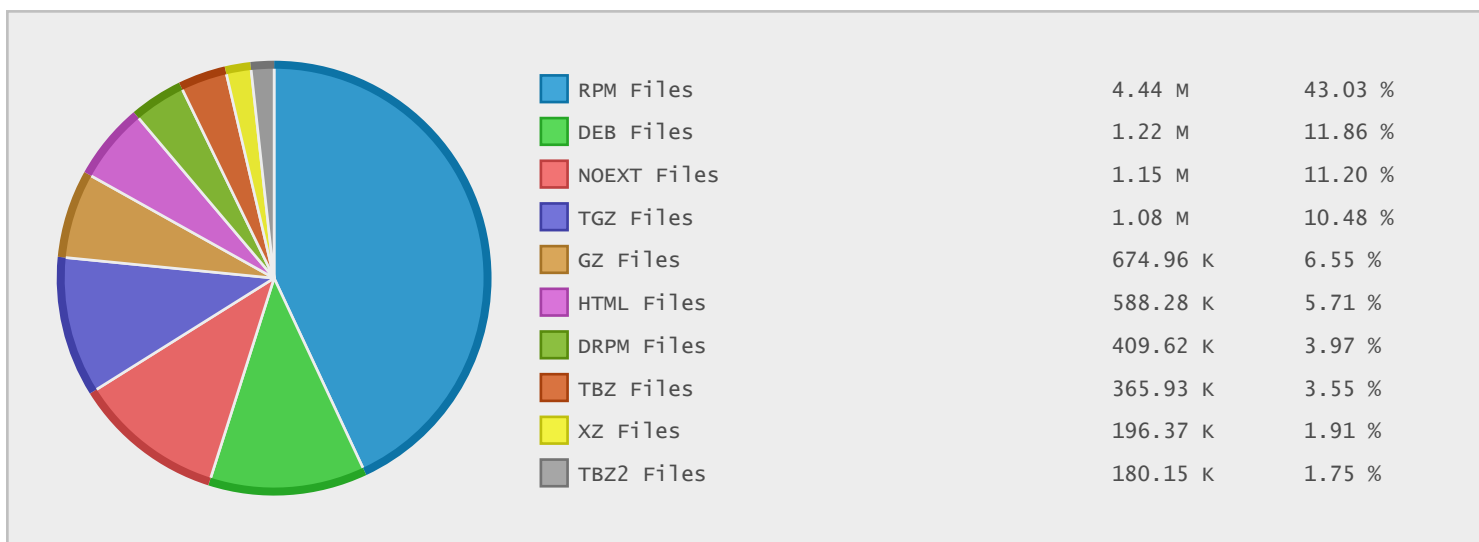 RPM Files 4.44 M 43.03 %
DEB Files 1.22 M 11.86 %
NOEXT Files 1.15 M 11.20 %
TGZ Files 1.08 M 10.48 %
GZ Files 674.96 K 6.55 %
HTML Files 588.28 K 5.71 %
DRPM Files 409.62 K 3.97 %
TBZ Files 365.93 K 3.55 %
XZ Files 196.37 K 1.91 %
TBZ2 Files 180.15 K 1.75 %